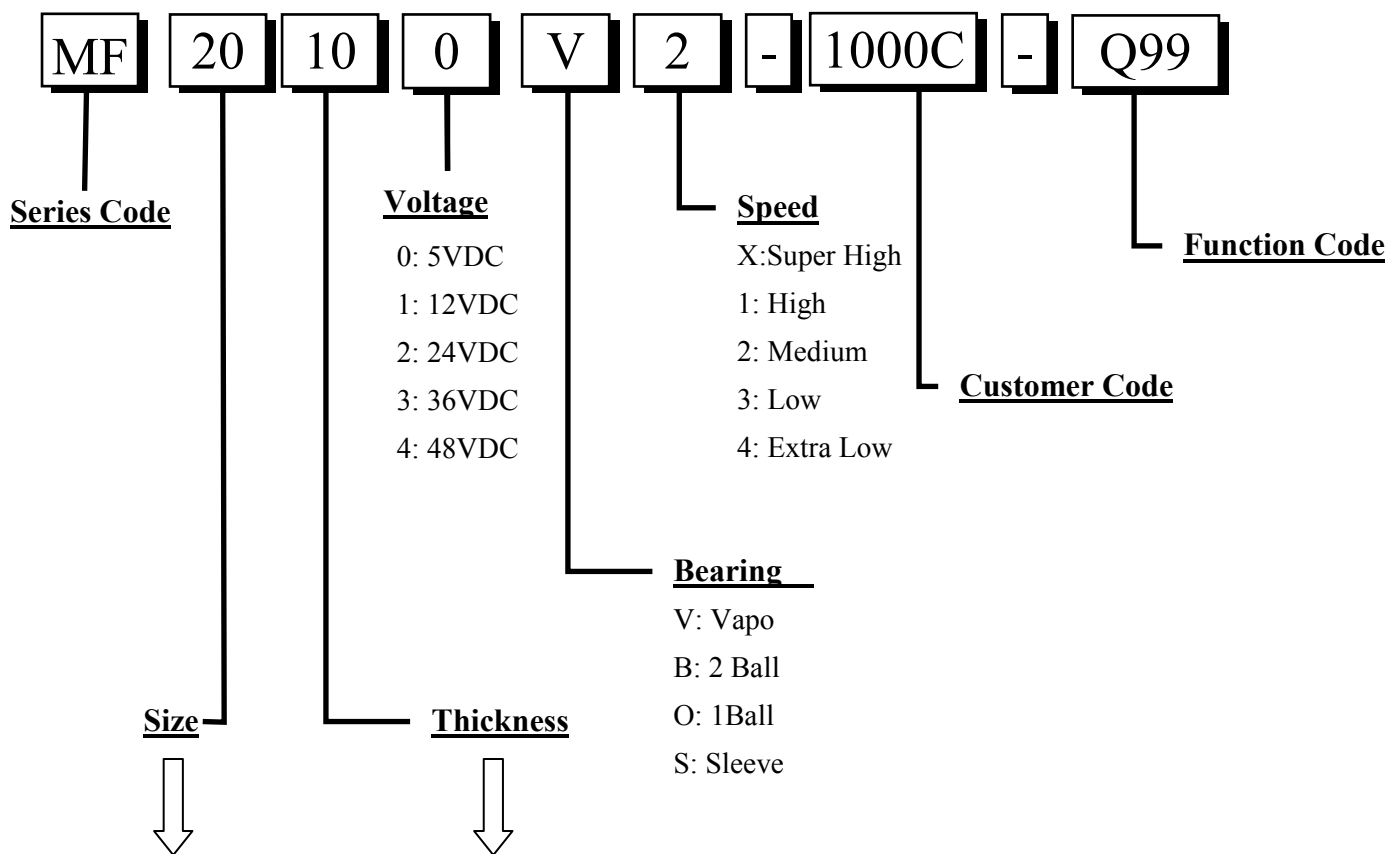 MF 20 10 0 V 2 - 1000C - Q99
Series Code
Voltage
0: 5VDC
1: 12VDC
2: 24VDC
3: 36VDC
4: 48VDC
Speed
X:Super High
1: High
2: Medium
3: Low
4: Extra Low
Function Code
Customer Code
Bearing
V: Vapo
B: 2 Ball
O: 1Ball
S: Sleeve
Size
Thickness